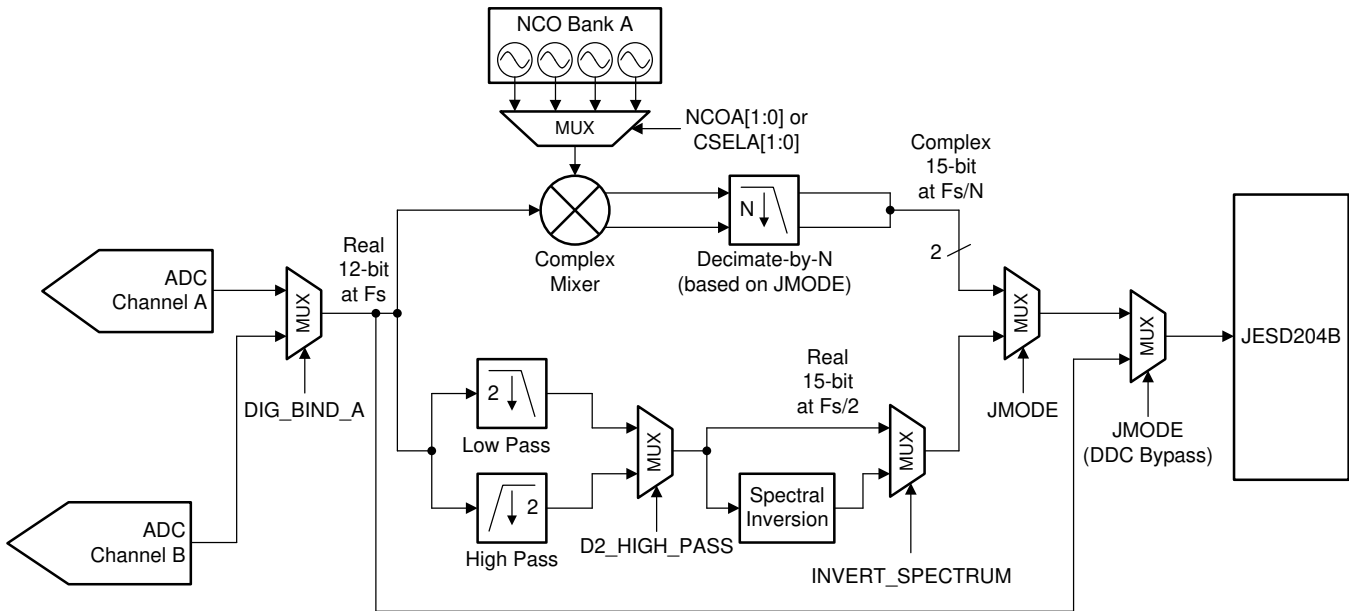 NCO Bank A
MUX
NCOA[1:0] or
CSELA[1:0]
Complex
15-bit
at Fs/N
N
Complex
Mixer
Decimate-by-N
(based on JMODE)
2
Real
12-bit
at Fs
ADC
Channel A
MUX
DIG_BIND_A
ADC
Channel B
2
Low Pass
2
High Pass
MUX
D2_HIGH_PASS
Real
15-bit
at Fs/2
Spectral
Inversion
MUX
INVERT_SPECTRUM
MUX
JMODE
MUX
JMODE
(DDC Bypass)
JESD204B